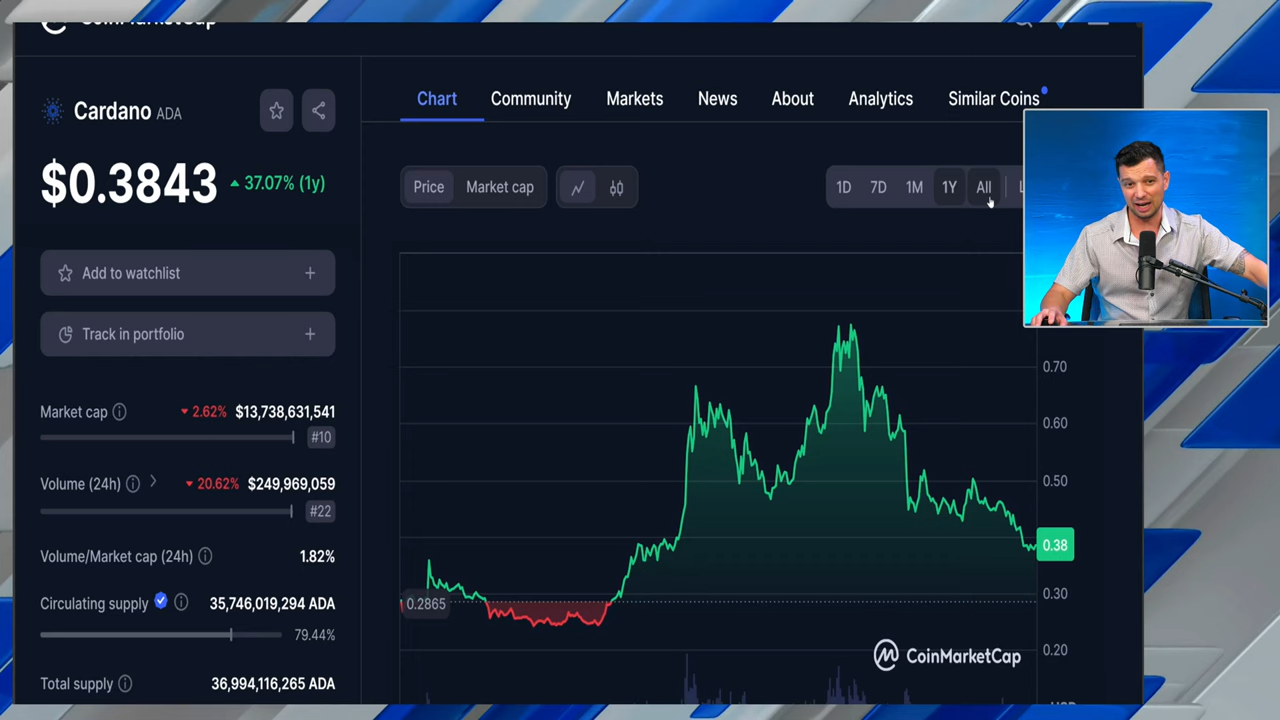 CoinMarketCap
Cardano ADA
$0.3843 37.07% (1y)
Add to watchlist
Track in portfolio
Market cap 2.62% $13,738,631,541
#10
Volume (24h) 20.62% $249,969,059
#22
Volume/Market cap (24h) 1.82%
Circulating supply 35,746,019,294 ADA
79.44%
Total supply 36,994,116,265 ADA
Chart Community Markets News About Analytics Similar Coins
Price Market cap 1D 7D 1M 1Y All
0.70
0.60
0.50
0.38
0.30
0.2865
0.20
CoinMarketCap
USD